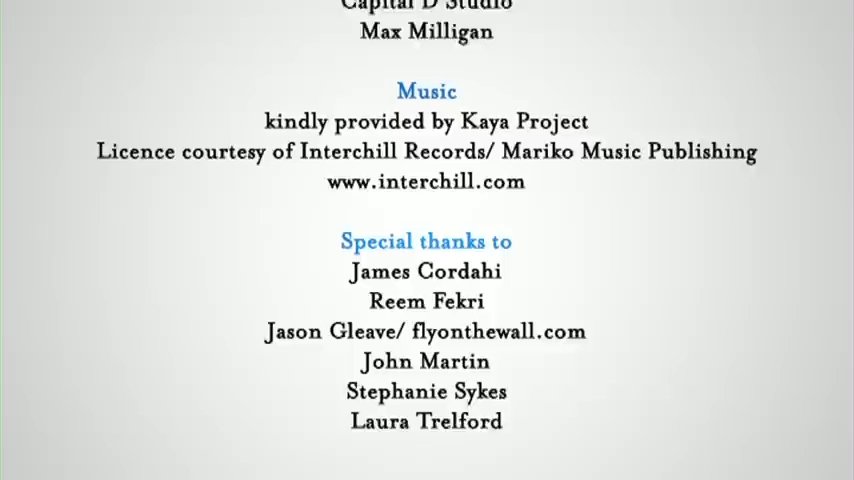 Capital D Studio
Max Milligan
Music
kindly provided by Kaya Project
Licence courtesy of Interchill Records/ Mariko Music Publishing
www.interchill.com
Special thanks to
James Cordahi
Reem Fekri
Jason Gleave/ flyonthewall.com
John Martin
Stephanie Sykes
Laura Trelford